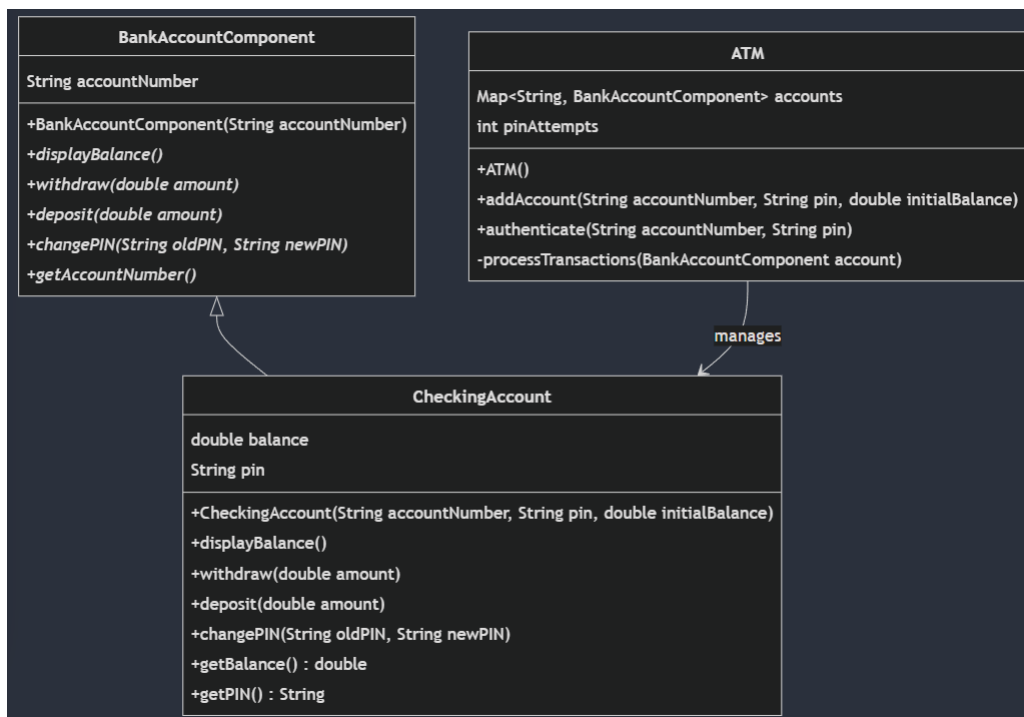 BankAccountComponent
String accountNumber
+BankAccountComponent(String accountNumber)
+displayBalance()
+withdraw(double amount)
+deposit(double amount)
+changePIN(String oldPIN, String newPIN)
+getAccountNumber()
ATM
Map<String, BankAccountComponent> accounts
int pinAttempts
+ATM()
+addAccount(String accountNumber, String pin, double initialBalance)
+authenticate(String accountNumber, String pin)
-processTransactions(BankAccountComponent account)
manages
CheckingAccount
double balance
String pin
+CheckingAccount(String accountNumber, String pin, double initialBalance)
+displayBalance()
+withdraw(double amount)
+deposit(double amount)
+changePIN(String oldPIN, String newPIN)
+getBalance() : double
+getPIN() : String